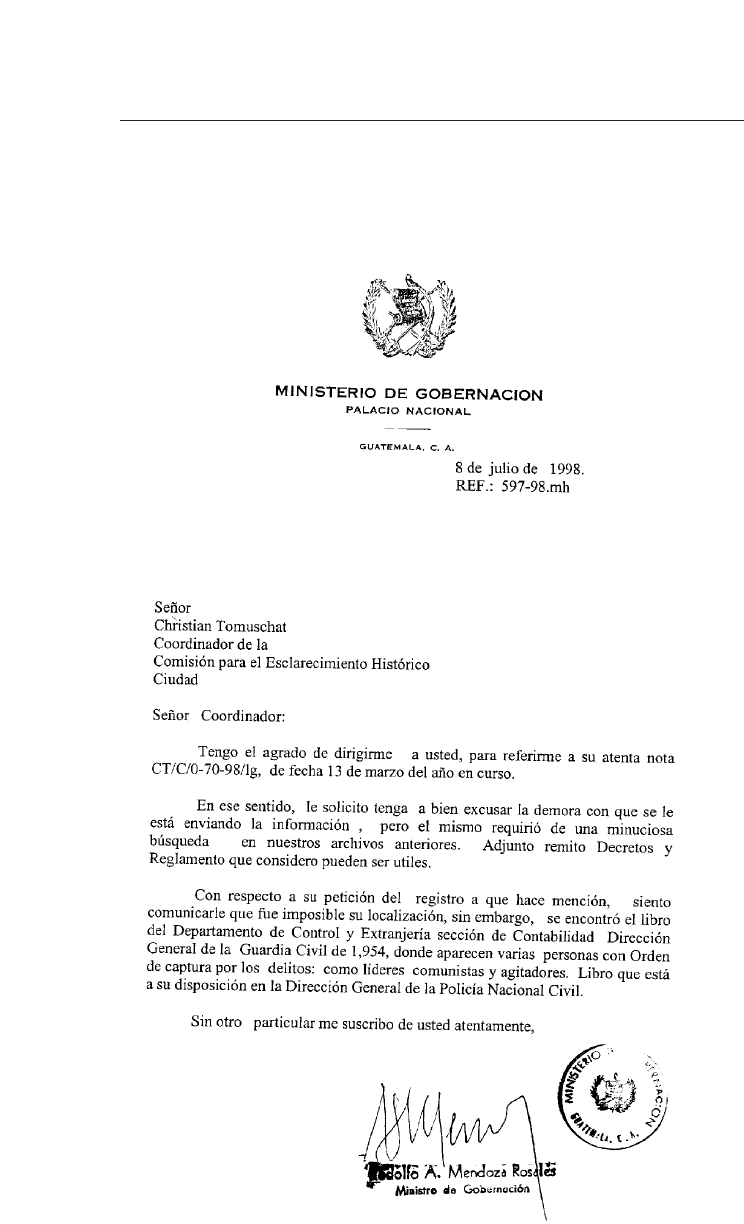 MINISTERIO DE GOBERNACION
PALACIO NACIONAL
GUATEMALA, C. A.
8 de julio de 1998.
REF.: 597-98.mh
Señor
Christian Tomuschat
Coordinador de la
Comisión para el Esclarecimiento Histórico
Ciudad
Señor Coordinador:
Tengo el agrado de dirigirme a usted, para referirme a su atenta nota
CT/C/0-70-98/lg, de fecha 13 de marzo del año en curso.
En ese sentido, le solicito tenga a bien excusar la demora con que se le
está enviando la información , pero el mismo requirió de una minuciosa
búsqueda en nuestros archivos anteriores. Adjunto remito Decretos y
Reglamento que considero pueden ser utiles.
Con respecto a su petición del registro a que hace mención, siento
comunicarle que fue imposible su localización, sin embargo, se encontró el libro
del Departamento de Control y Extranjería sección de Contabilidad Dirección
General de la Guardia Civil de 1,954, donde aparecen varias personas con Orden
de captura por los delitos: como líderes comunistas y agitadores. Libro que está
a su disposición en la Dirección General de la Policía Nacional Civil.
Sin otro particular me suscribo de usted atentamente,
MINISTERIO
GUATEMALA, C. A.
A. Mendoza Rosales
Ministro de Gobernación